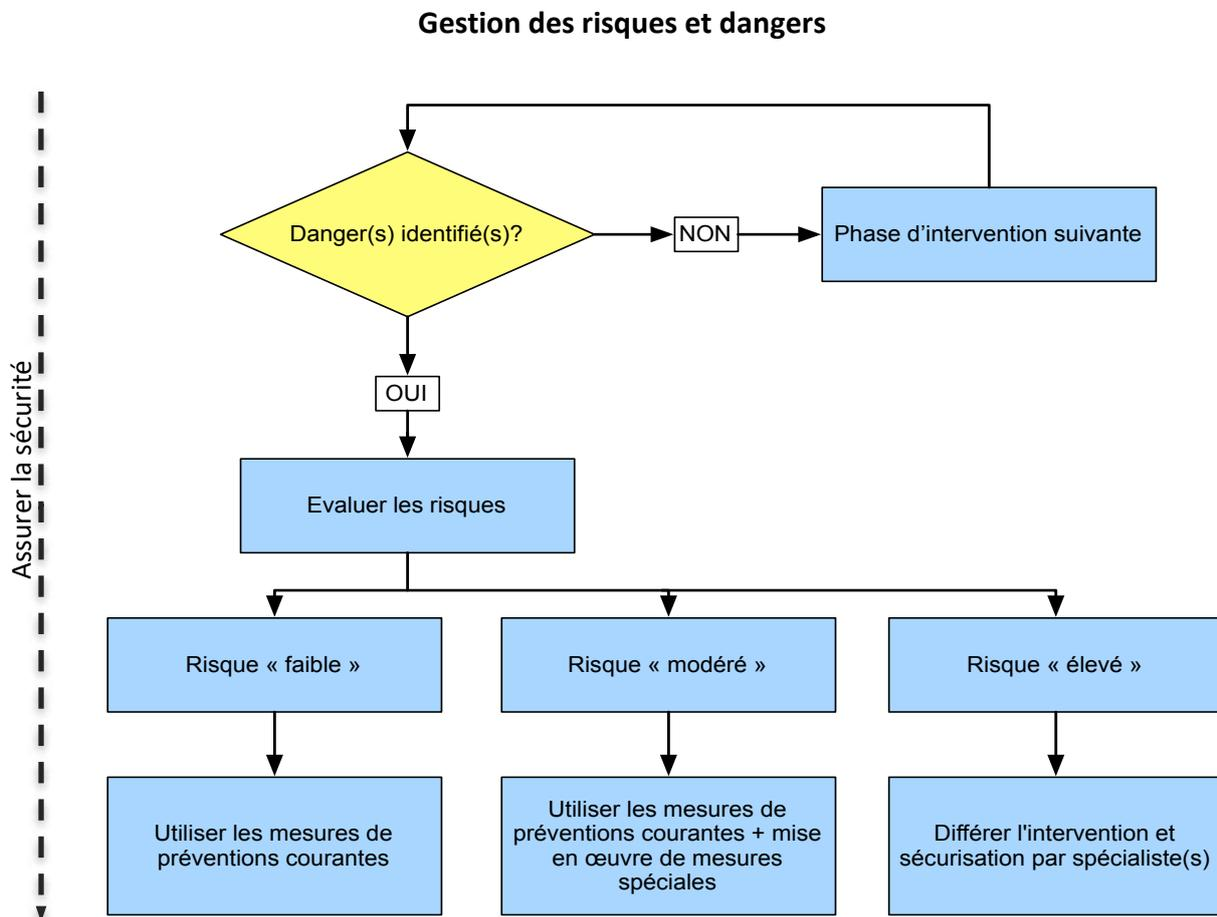 Gestion des risques et dangers
Danger(s) identifié(s)?
NON
Phase d'intervention suivante
OUI
Assurer la sécurité
Evaluer les risques
Risque « faible »
Risque « modéré »
Risque « élevé »
Utiliser les mesures de
préventions courantes
Utiliser les mesures de
préventions courantes + mise
en œuvre de mesures
spéciales
Différer l'intervention et
sécurisation par spécialiste(s)